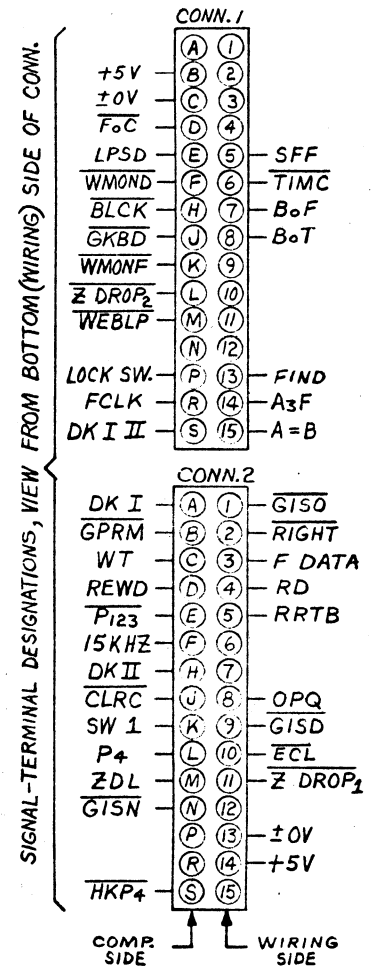 SIGNAL-TERMINAL DESIGNATIONS, VIEW FROM BOTTOM (WIRING) SIDE OF CONN.
CONN. 1
A 1
+5V B 2
±0V C 3
F0C D 4
LPSD E 5 SFF
WMOND F 6 TIMC
BLCK H 7 B0F
GKBD J 8 B0T
WMONF K 9
Z DROP2 L 10
WEBLP M 11
N 12
LOCK SW. P 13 FIND
FCLK R 14 A3F
DK I II S 15 A=B
CONN. 2
DK I A 1 GISO
GPRM B 2 RIGHT
WT C 3 F DATA
REWD D 4 RD
P123 E 5 RRTB
15KHZ F 6
DK II H 7
CLRC J 8 OPQ
SW 1 K 9 GISD
P4 L 10 ECL
ZDL M 11 Z DROP1
GISN N 12
P 13 ±0V
R 14 +5V
HKP4 S 15
COMP. SIDE WIRING SIDE